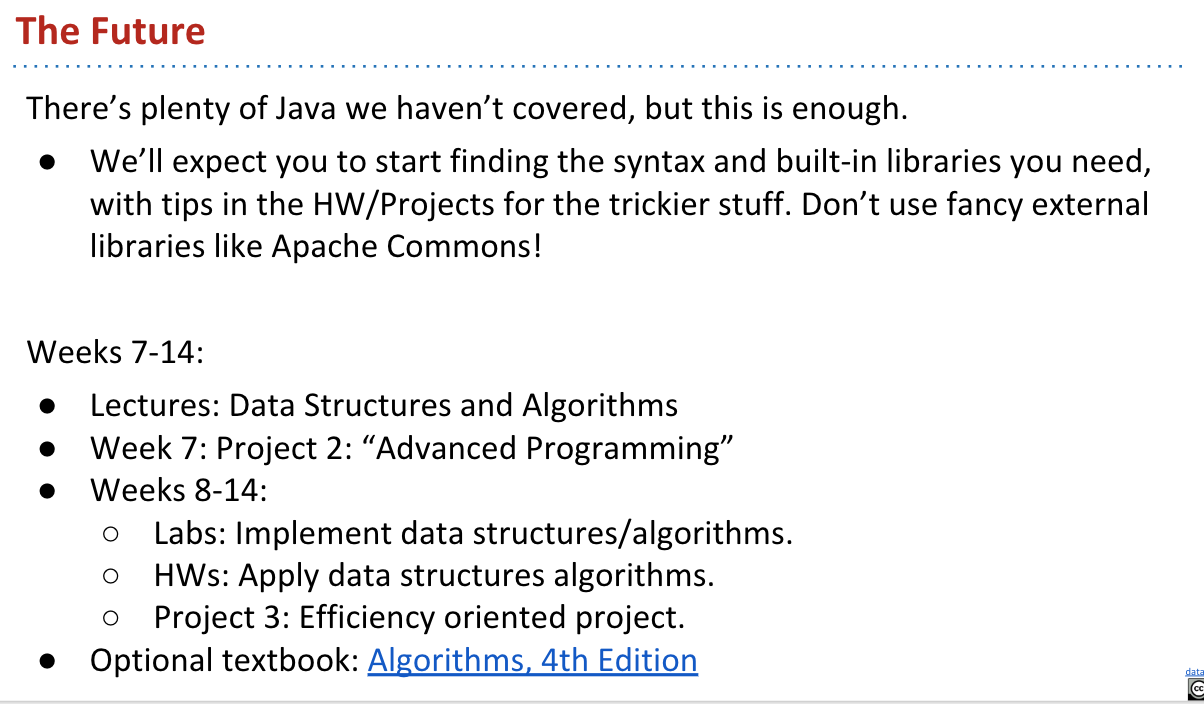 The Future
There’s plenty of Java we haven’t covered, but this is enough.
● We’ll expect you to start finding the syntax and built-in libraries you need,
with tips in the HW/Projects for the trickier stuff. Don’t use fancy external
libraries like Apache Commons!
Weeks 7-14:
● Lectures: Data Structures and Algorithms
● Week 7: Project 2: “Advanced Programming”
● Weeks 8-14:
○ Labs: Implement data structures/algorithms.
○ HWs: Apply data structures algorithms.
○ Project 3: Efficiency oriented project.
● Optional textbook: Algorithms, 4th Edition
data
cc